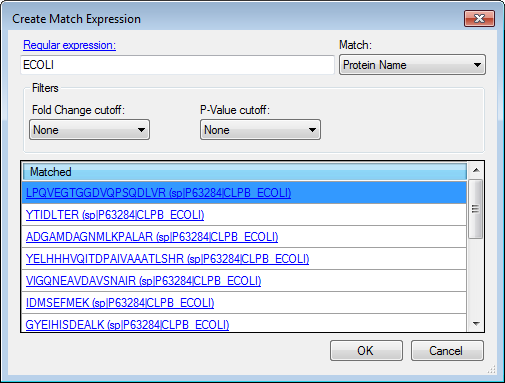 Create Match Expression
Regular expression:
Match:
ECOLI
Protein Name
Filters
Fold Change cutoff:
P-Value cutoff:
None
None
Matched
LPQVEGTGGDVQPSQDLVR (sp|P63284|CLPB_ECOLI)
YTIDLTER (sp|P63284|CLPB_ECOLI)
ADGAMDAGNMLKPALAR (sp|P63284|CLPB_ECOLI)
YELHHHVQITDPAIVAAATLSHR (sp|P63284|CLPB_ECOLI)
VIGQNEAVDAVSNAIR (sp|P63284|CLPB_ECOLI)
IDMSEFMEK (sp|P63284|CLPB_ECOLI)
GYEIHISDEALK (sp|P63284|CLPB_ECOLI)
OK
Cancel